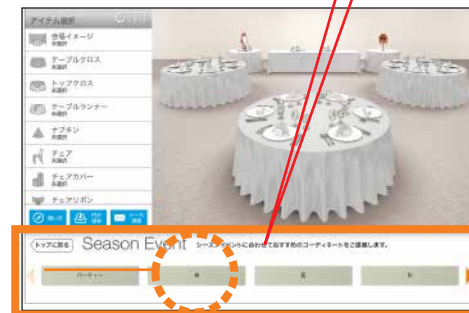 アイテム選択
会場イメージ
未選択
テーブルクロス
未選択
トップクロス
未選択
テーブルランナー
未選択
ナプキン
未選択
チェア
未選択
チェアカバー
未選択
チェアリボン
トップに戻る
Season Event
シーズンイベントに合わせておすすめのコーディネートをご提案します。
パーティー
春
夏
秋